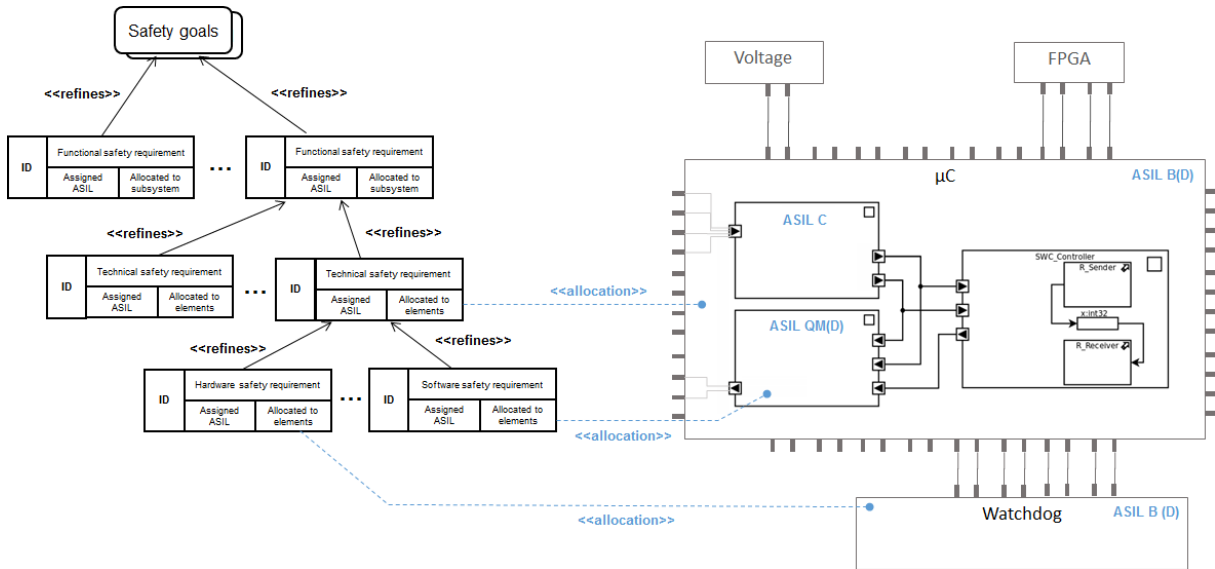 Safety goals
<<refines>>
<<refines>>
ID
Functional safety requirement
Assigned
ASIL
Allocated to
subsystem
...
ID
Functional safety requirement
Assigned
ASIL
Allocated to
subsystem
<<refines>>
<<refines>>
ID
Technical safety requirement
Assigned
ASIL
Allocated to
elements
...
ID
Technical safety requirement
Assigned
ASIL
Allocated to
elements
<<refines>>
<<refines>>
ID
Hardware safety requirement
Assigned
ASIL
Allocated to
elements
...
ID
Software safety requirement
Assigned
ASIL
Allocated to
elements
<<allocation>>
<<allocation>>
<<allocation>>
Voltage
FPGA
µC
ASIL B(D)
ASIL C
ASIL QM(D)
SWC_Controller
R_Sender
x:int32
R_Receiver
Watchdog
ASIL B (D)